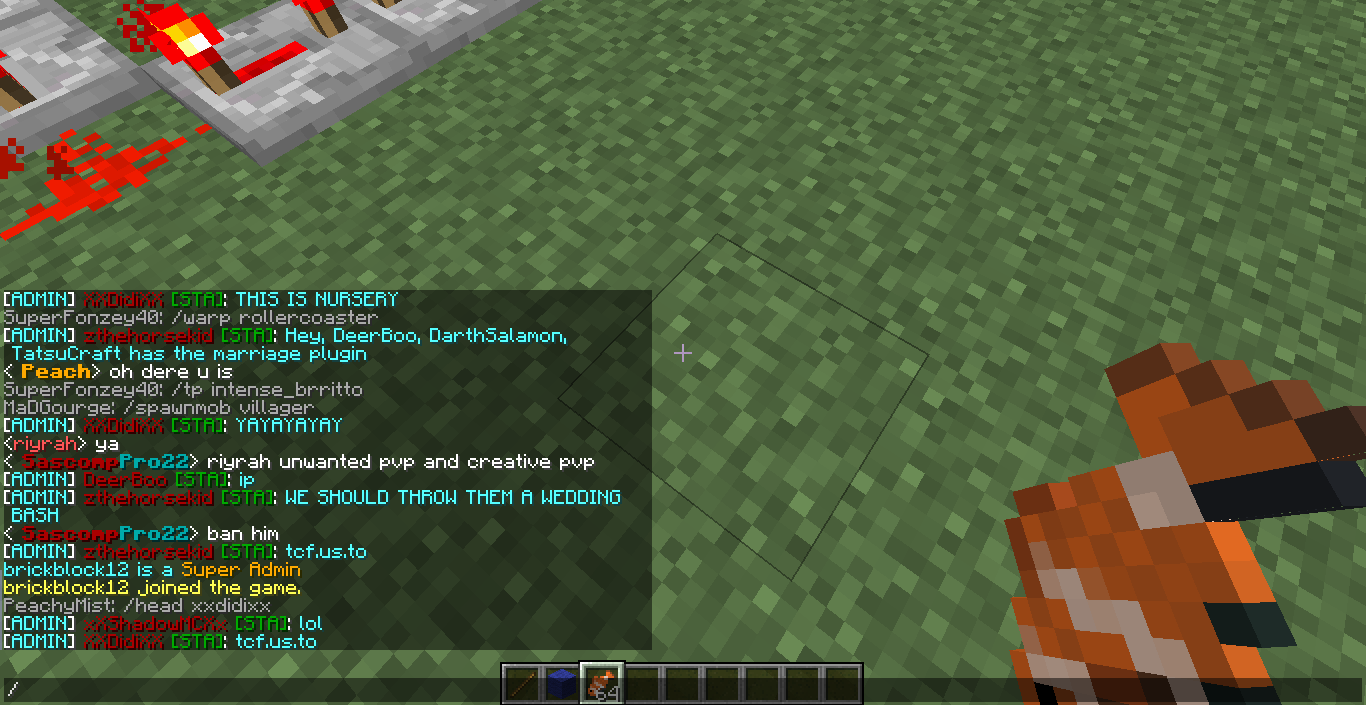 [ADMIN] XXDidiXX [STA]: THIS IS NURSERY
SuperFonzey40: /warp rollercoaster
[ADMIN] zthehorsekid [STA]: Hey, DeerBoo, DarthSalamon,
TatsuCraft has the marriage plugin
< Peach> oh dere u is
SuperFonzey40: /tp intense_brritto
MaDGourge: /spawnmob villager
[ADMIN] XXDidiXX [STA]: YAYAYAYAY
<riyrah> ya
< SascompPro22> riyrah unwanted pvp and creative pvp
[ADMIN] DeerBoo [STA]: ip
[ADMIN] zthehorsekid [STA]: WE SHOULD THROW THEM A WEDDING
BASH
< SascompPro22> ban him
[ADMIN] zthehorsekid [STA]: tcf.us.to
brickblock12 is a Super Admin
brickblock12 joined the game.
PeachyMist: /head xxdidixx
[ADMIN] xXShadowMCXx [STA]: lol
[ADMIN] XXDidiXX [STA]: tcf.us.to
64
/